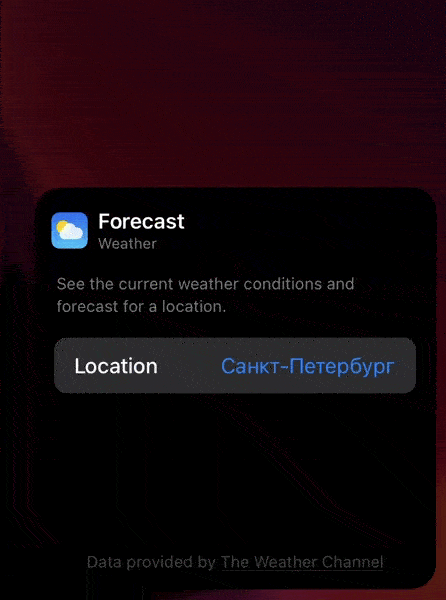 Forecast
Weather
See the current weather conditions and
forecast for a location.
Location Санкт-Петербург
Data provided by The Weather Channel